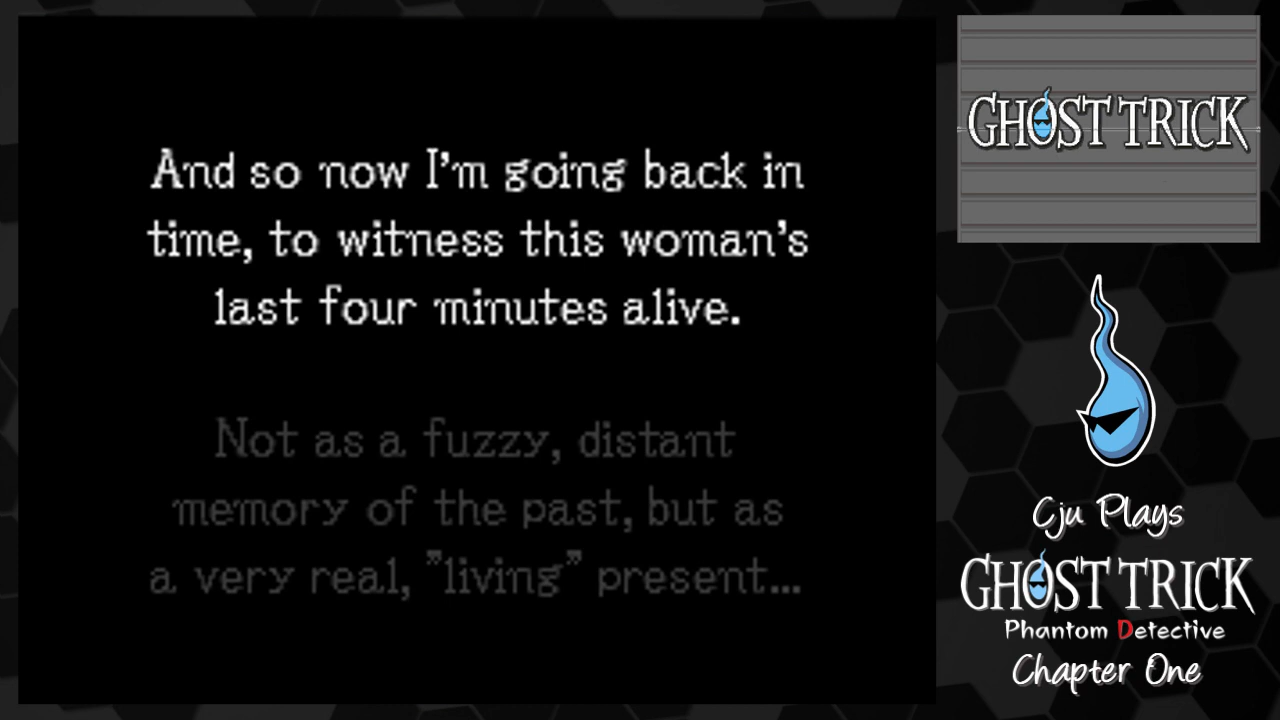 And so now I'm going back in
time, to witness this woman's
last four minutes alive.
Not as a fuzzy, distant
memory of the past, but as
a very real, "living" present...
GHOST TRICK
Cju Plays
GHOST TRICK
Phantom Detective
Chapter One